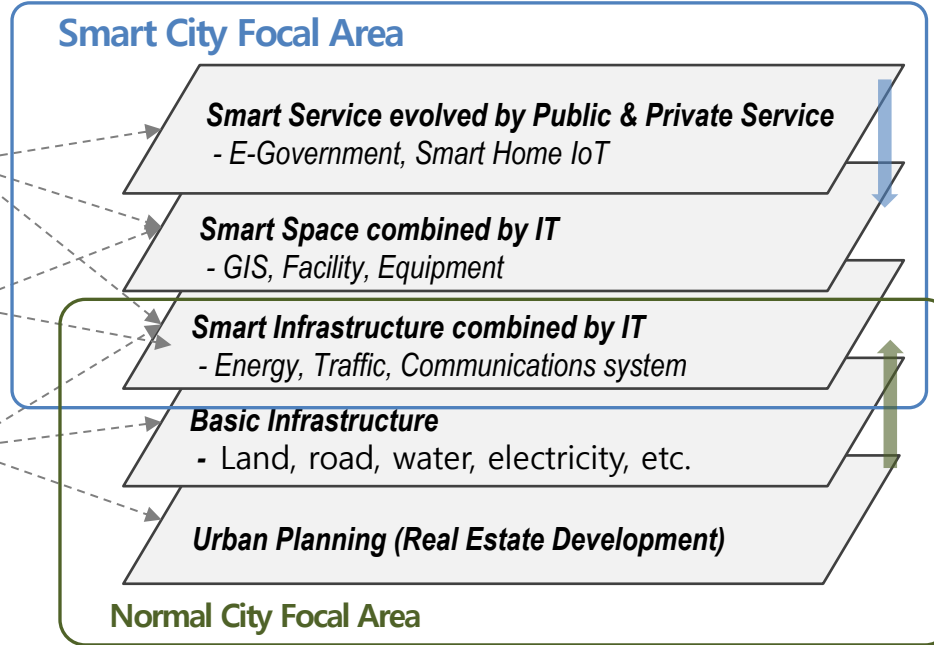 Smart City Focal Area
Smart Service evolved by Public & Private Service
- E-Government, Smart Home IoT
Smart Space combined by IT
- GIS, Facility, Equipment
Smart Infrastructure combined by IT
- Energy, Traffic, Communications system
Basic Infrastructure
- Land, road, water, electricity, etc.
Urban Planning (Real Estate Development)
Normal City Focal Area